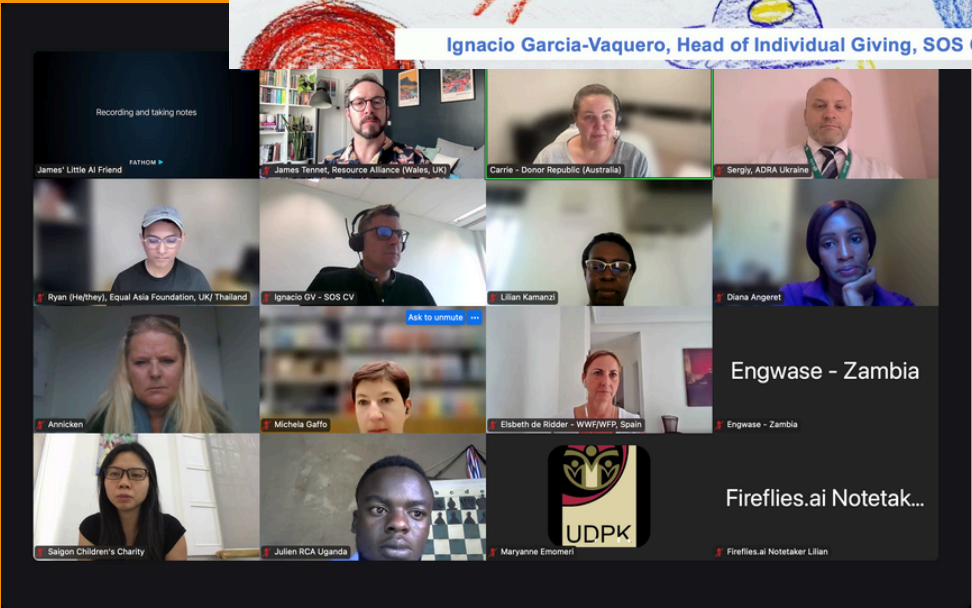 Ignacio Garcia-Vaquero, Head of Individual Giving, SOS
Recording and taking notes
FATHOM
James' Little AI Friend
James Tennet, Resource Alliance (Wales, UK)
Carrie - Donor Republic (Australia)
Sergiy, ADRA Ukraine
Ryan (He/they), Equal Asia Foundation, UK/ Thailand
Ignacio GV - SOS CV
Lilian Kamanzi
Diana Angeret
Annicken
Ask to unmute
Michela Gaffo
Elsbeth de Ridder - WWF/WFP, Spain
Engwase - Zambia
Engwase - Zambia
Saigon Children's Charity
Julien RCA Uganda
UDPK
Maryanne Emomeri
Fireflies.ai Notetak...
Fireflies.ai Notetaker Lilian